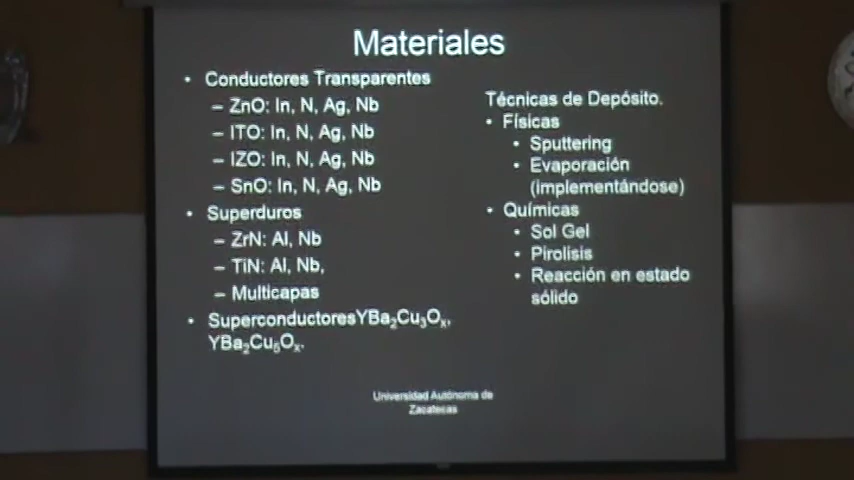 Materiales
• Conductores Transparentes
– ZnO: In, N, Ag, Nb
– ITO: In, N, Ag, Nb
– IZO: In, N, Ag, Nb
– SnO: In, N, Ag, Nb
• Superduros
– ZrN: Al, Nb
– TiN: Al, Nb,
– Multicapas
• SuperconductoresYBa₂Cu₃Oₓ,
YBa₂Cu₅Oₓ.
Técnicas de Depósito.
• Físicas
• Sputtering
• Evaporación
(implementándose)
• Químicas
• Sol Gel
• Pirolisis
• Reacción en estado
sólido
Universidad Autónoma de
Zacatecas